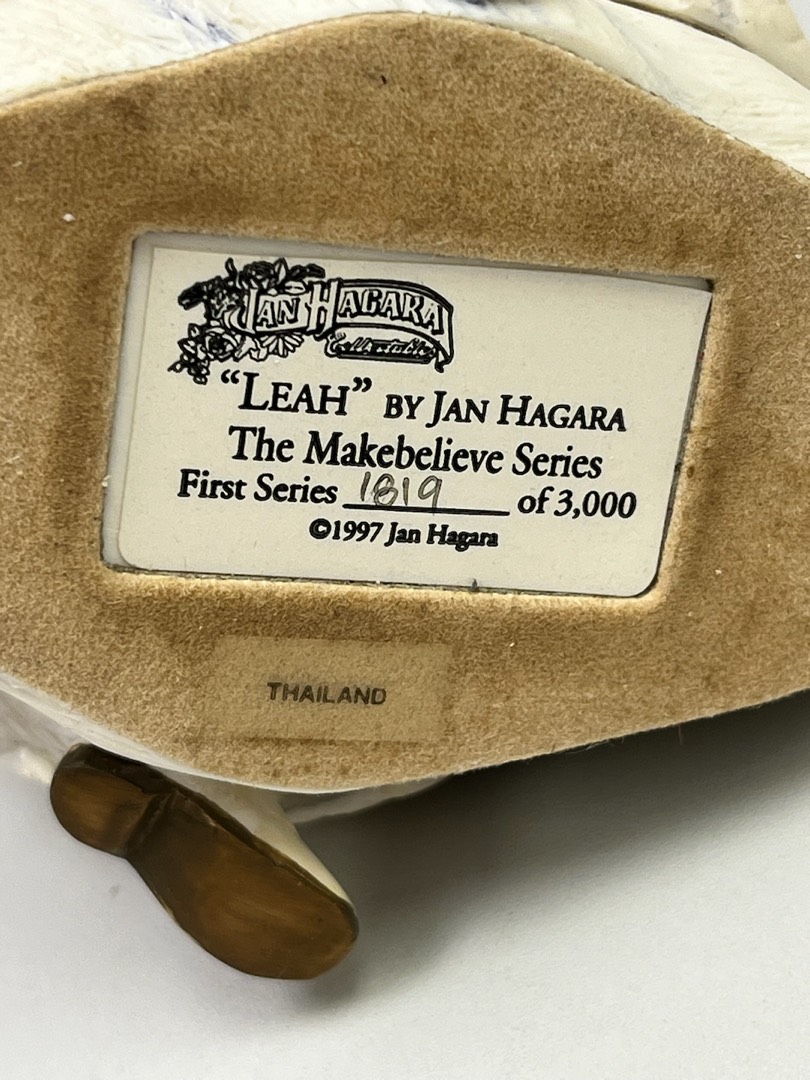 JAN HAGARA
Collectables
“LEAH” BY JAN HAGARA
The Makebelieve Series
First Series 1819 of 3,000
©1997 Jan Hagara
THAILAND